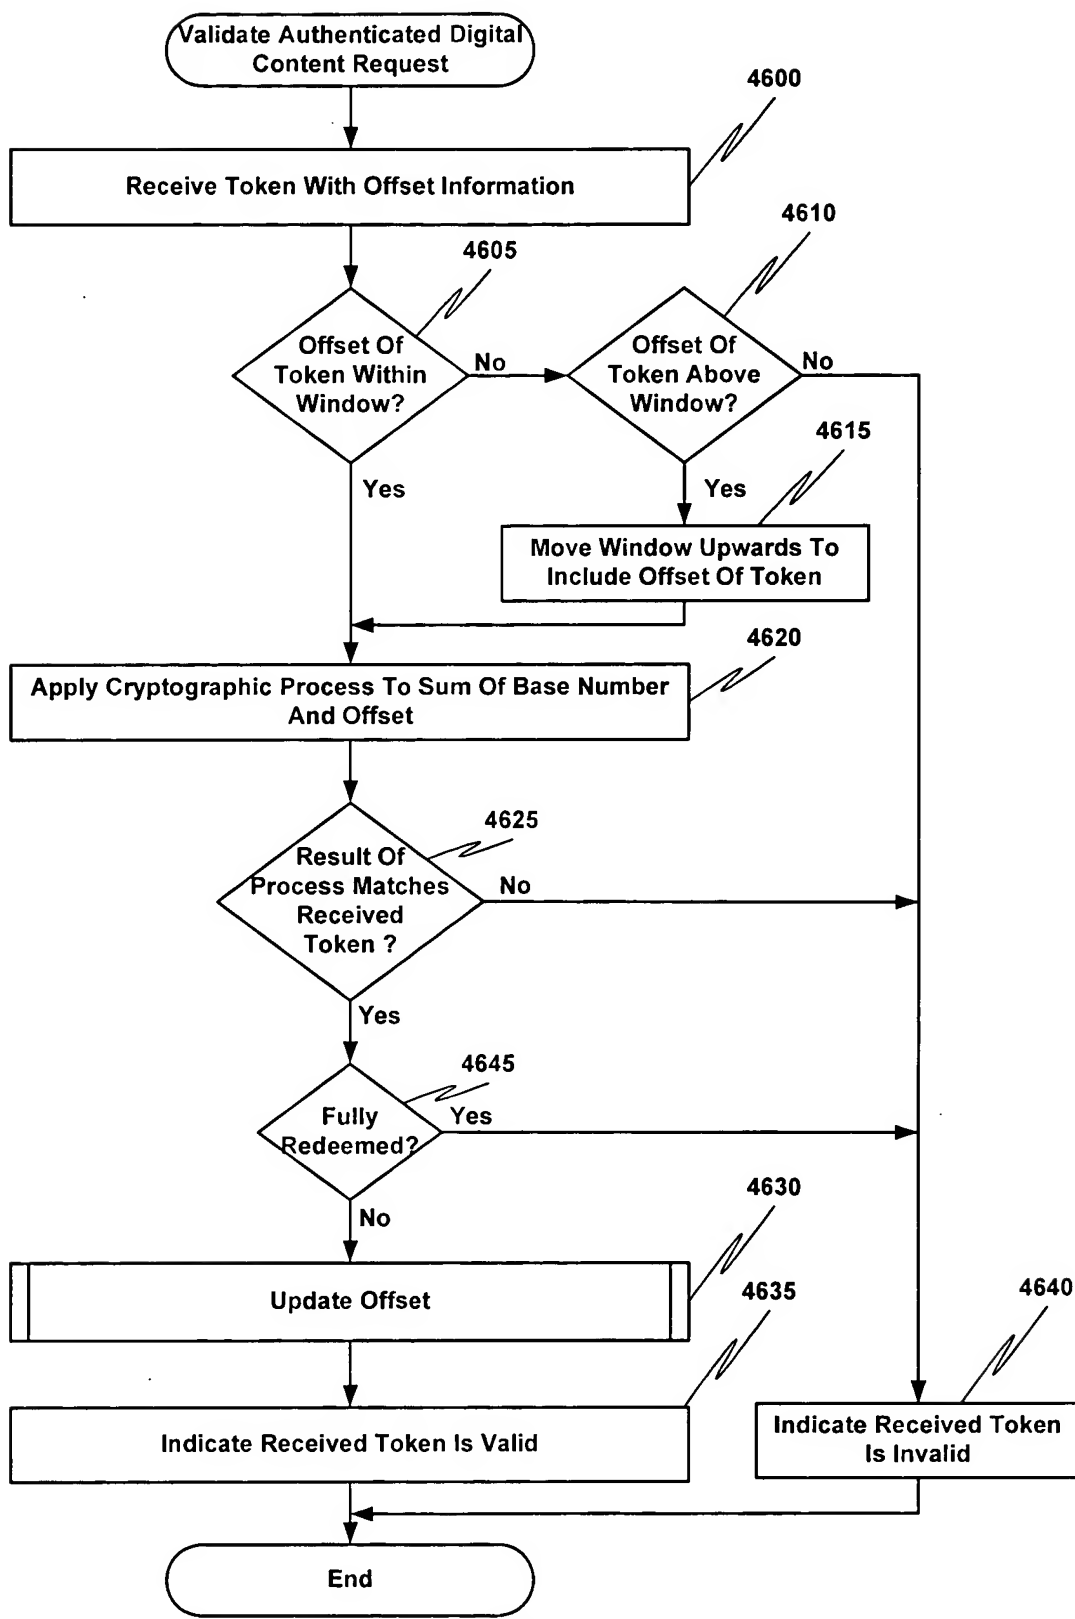 Validate Authenticated Digital
Content Request
4600
Receive Token With Offset Information
4605
4610
Offset Of
Token Within
Window?
No
Offset Of
Token Above
Window?
No
Yes
Yes
4615
Move Window Upwards To
Include Offset Of Token
4620
Apply Cryptographic Process To Sum Of Base Number
And Offset
4625
Result Of
Process Matches
Received
Token ?
No
Yes
4645
Fully
Redeemed?
Yes
No
4630
Update Offset
4635
4640
Indicate Received Token Is Valid
Indicate Received Token
Is Invalid
End